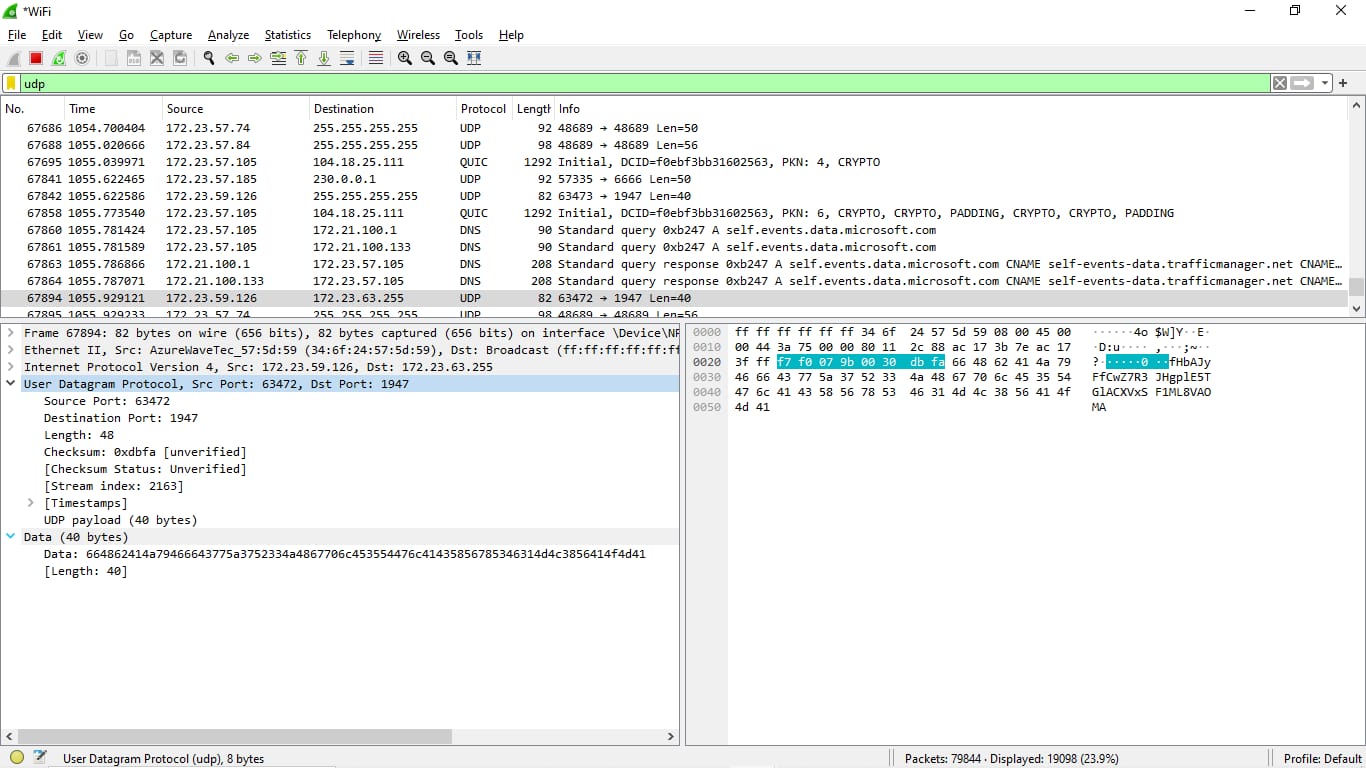 *WiFi
File Edit View Go Capture Analyze Statistics Telephony Wireless Tools Help
udp
No. Time Source Destination Protocol Length Info
67686 1054.700404 172.23.57.74 255.255.255.255 UDP 92 48689 → 48689 Len=50
67688 1055.020666 172.23.57.84 255.255.255.255 UDP 98 48689 → 48689 Len=56
67695 1055.039971 172.23.57.105 104.18.25.111 QUIC 1292 Initial, DCID=f0ebf3bb31602563, PKN: 4, CRYPTO
67841 1055.622465 172.23.57.185 230.0.0.1 UDP 92 57335 → 6666 Len=50
67842 1055.622586 172.23.59.126 255.255.255.255 UDP 82 63473 → 1947 Len=40
67858 1055.773540 172.23.57.105 104.18.25.111 QUIC 1292 Initial, DCID=f0ebf3bb31602563, PKN: 6, CRYPTO, CRYPTO, PADDING, CRYPTO, CRYPTO, PADDING
67860 1055.781424 172.23.57.105 172.21.100.1 DNS 90 Standard query 0xb247 A self.events.data.microsoft.com
67861 1055.781589 172.23.57.105 172.21.100.133 DNS 90 Standard query 0xb247 A self.events.data.microsoft.com
67863 1055.786866 172.21.100.1 172.23.57.105 DNS 208 Standard query response 0xb247 A self.events.data.microsoft.com CNAME self-events-data.trafficmanager.net CNAME…
67864 1055.787071 172.21.100.133 172.23.57.105 DNS 208 Standard query response 0xb247 A self.events.data.microsoft.com CNAME self-events-data.trafficmanager.net CNAME…
67894 1055.929121 172.23.59.126 172.23.63.255 UDP 82 63472 → 1947 Len=40
67895 1055.929233 172.23.57.74 255.255.255.255 UDP 98 48689 → 48689 Len=56
Frame 67894: 82 bytes on wire (656 bits), 82 bytes captured (656 bits) on interface \Device\NP
Ethernet II, Src: AzureWaveTec_57:5d:59 (34:6f:24:57:5d:59), Dst: Broadcast (ff:ff:ff:ff:ff:ff
Internet Protocol Version 4, Src: 172.23.59.126, Dst: 172.23.63.255
User Datagram Protocol, Src Port: 63472, Dst Port: 1947
Source Port: 63472
Destination Port: 1947
Length: 48
Checksum: 0xdbfa [unverified]
[Checksum Status: Unverified]
[Stream index: 2163]
[Timestamps]
UDP payload (40 bytes)
Data (40 bytes)
Data: 664862414a79466643775a3752334a4867706c453554476c41435856785346314d4c3856414f4d41
[Length: 40]
0000 ff ff ff ff ff ff 34 6f 24 57 5d 59 08 00 45 00 ······4o $W]Y··E·
0010 00 44 3a 75 00 00 80 11 2c 88 ac 17 3b 7e ac 17 ·D:u···· ,···;~··
0020 3f ff f7 f0 07 9b 00 30 db fa 66 48 62 41 4a 79 ?······0 ··fHbAJy
0030 46 66 43 77 5a 37 52 33 4a 48 67 70 6c 45 35 54 FfCwZ7R3 JHgplE5T
0040 47 6c 41 43 58 56 78 53 46 31 4d 4c 38 56 41 4f GlACXVxS F1ML8VAO
0050 4d 41 MA
User Datagram Protocol (udp), 8 bytes
Packets: 79844 · Displayed: 19098 (23.9%)
Profile: Default